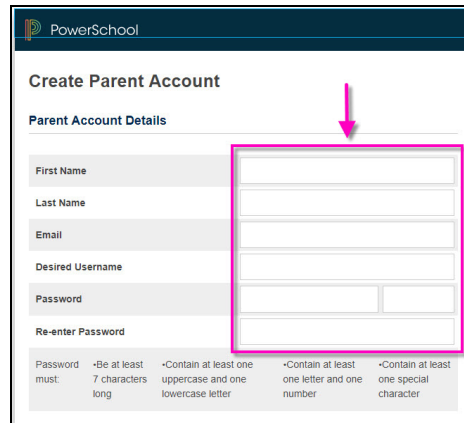 PowerSchool
Create Parent Account
Parent Account Details
First Name
Last Name
Email
Desired Username
Password
Re-enter Password
Password must:
•Be at least 7 characters long
•Contain at least one uppercase and one lowercase letter
•Contain at least one letter and one number
•Contain at least one special character